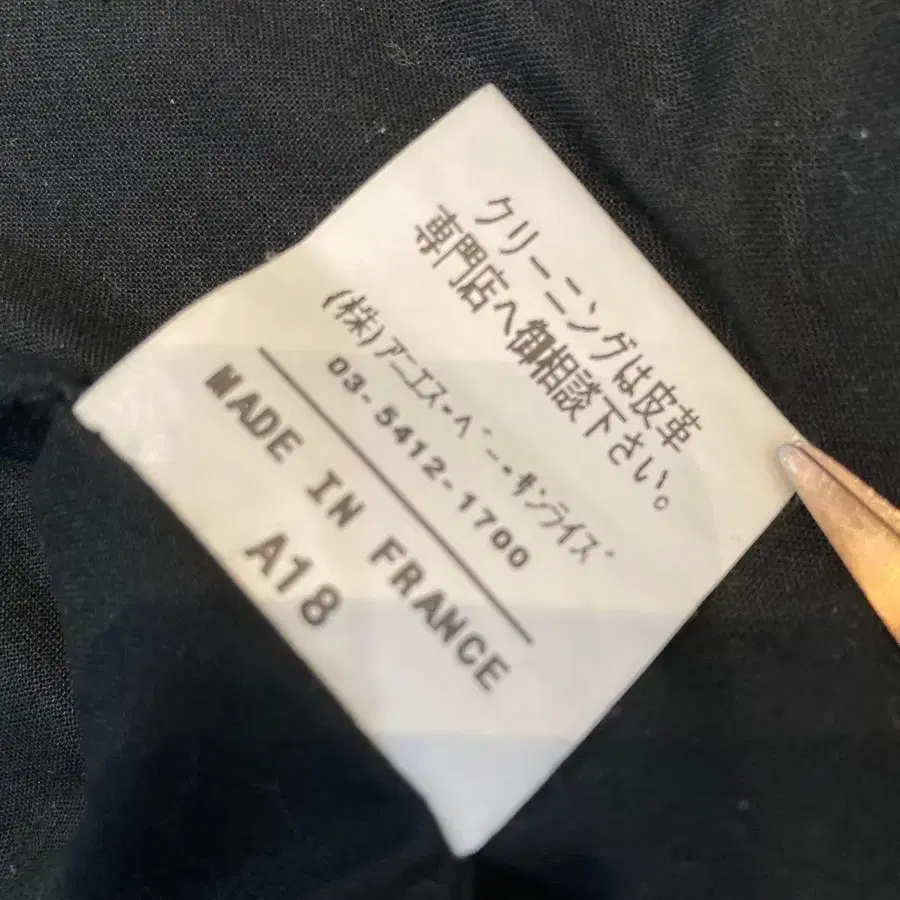 クリーニングは皮革
専門店へ御相談下さい。
(株)アニエス・ベー・サンライズ
03-5412-1700
MADE IN FRANCE
A18